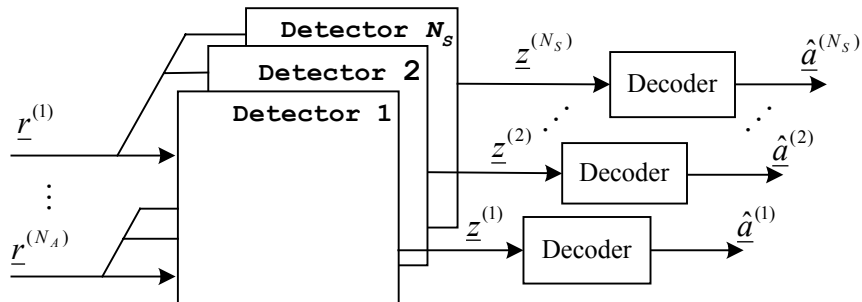 Detector N_S
Detector 2
Detector 1
r^(1)
⋮
r^(N_A)
z^(N_S)
Decoder
â^(N_S)
⋰
⋰
z^(2)
Decoder
â^(2)
z^(1)
Decoder
â^(1)